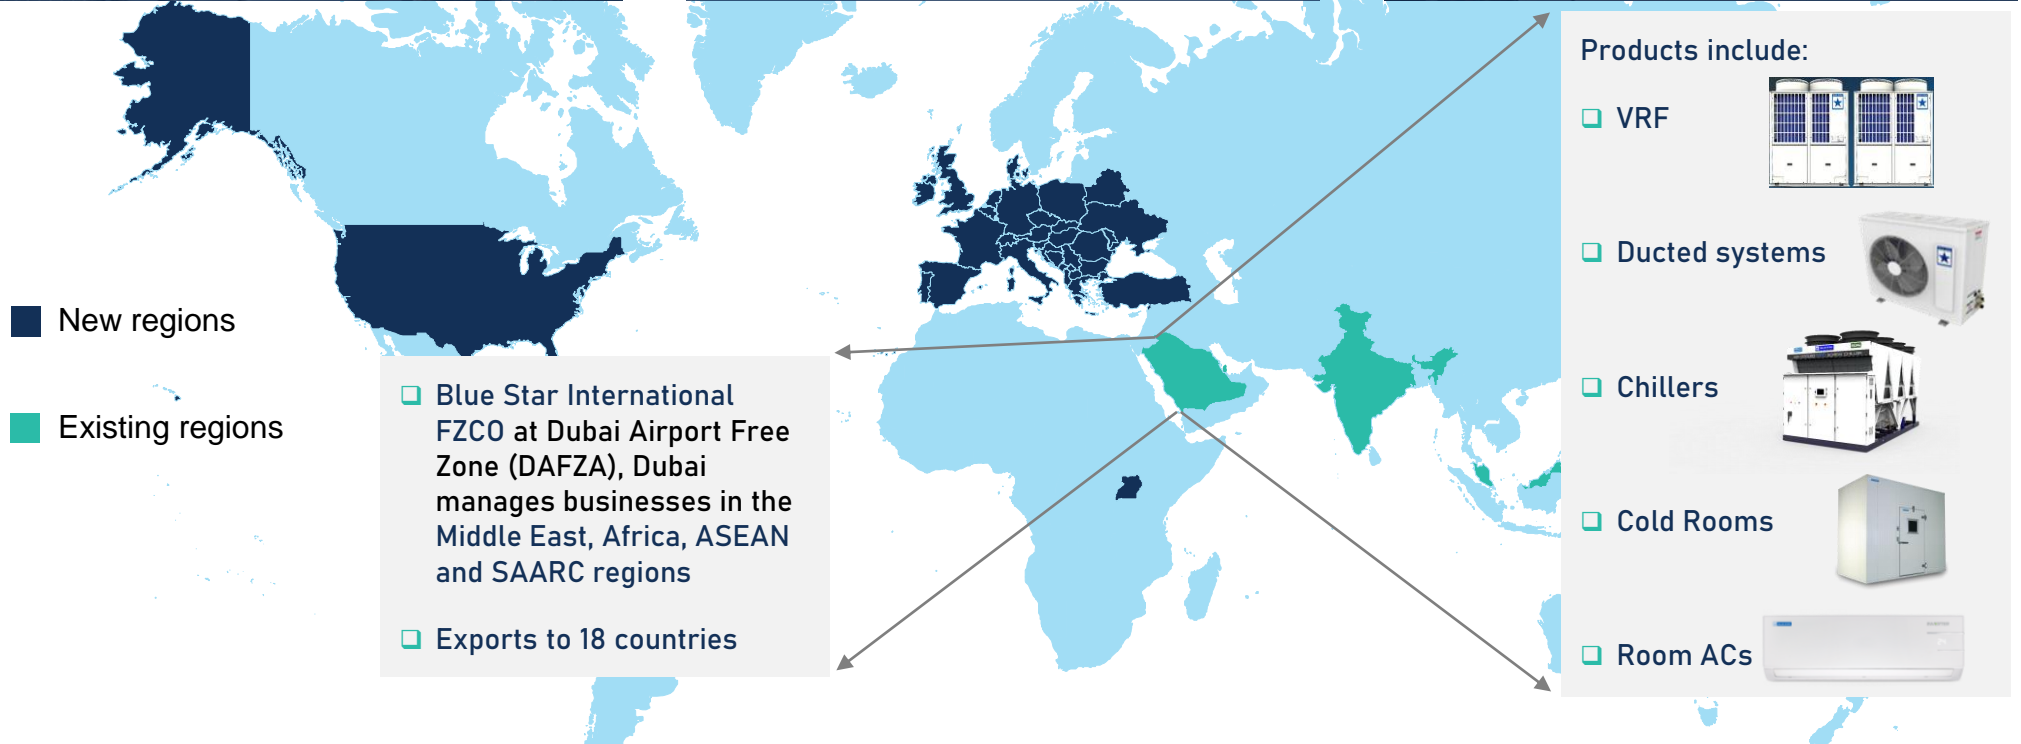 New regions
Existing regions
Blue Star International
FZCO at Dubai Airport Free
Zone (DAFZA), Dubai
manages businesses in the
Middle East, Africa, ASEAN
and SAARC regions
Exports to 18 countries
Products include:
VRF
Ducted systems
Chillers
Cold Rooms
Room ACs